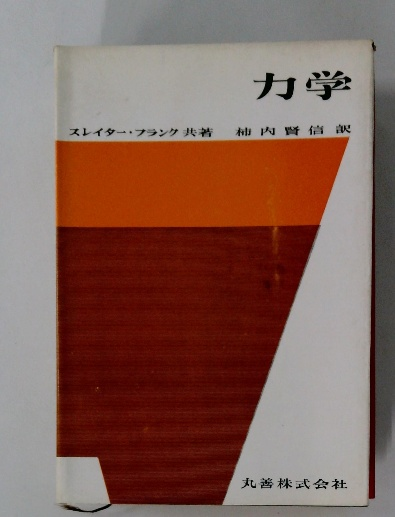 力学
スレイター・フランク共著 柿内賢信訳
丸善株式会社